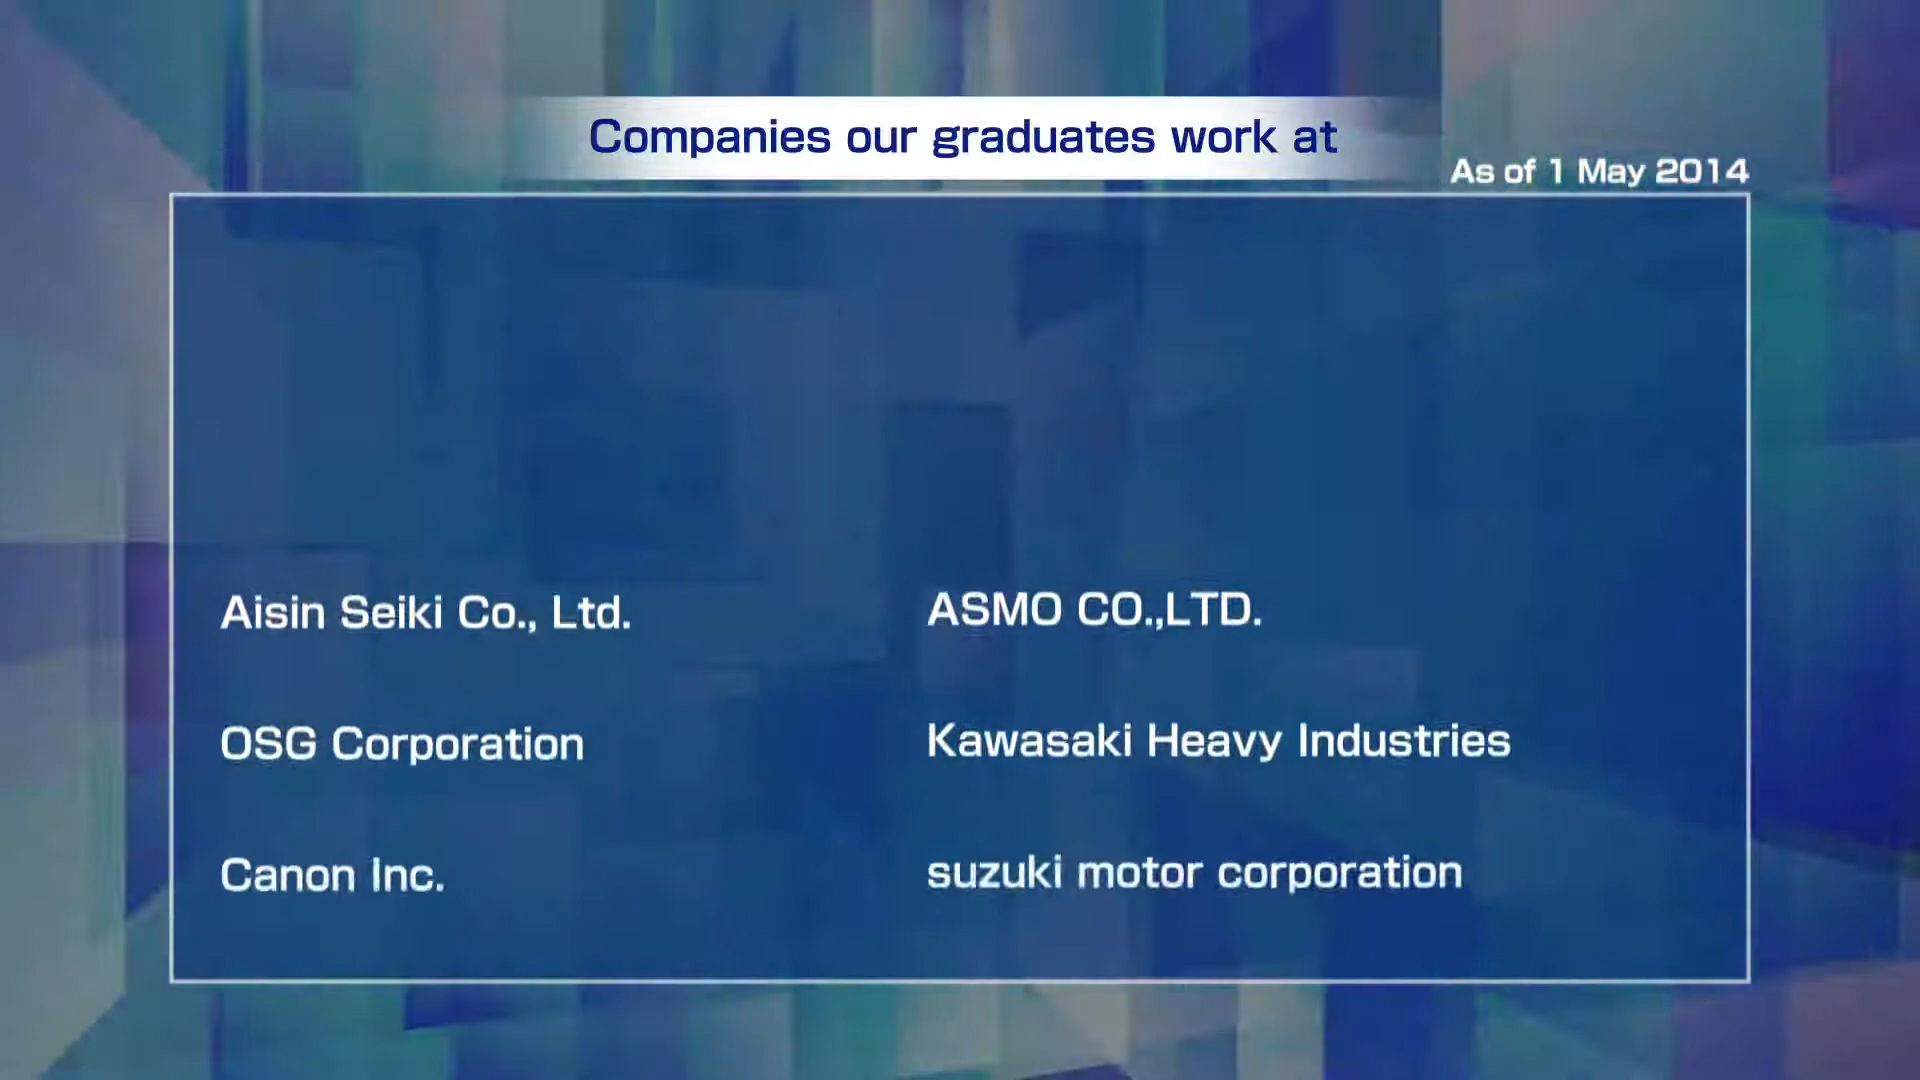 Companies our graduates work at
As of 1 May 2014
Aisin Seiki Co., Ltd.
ASMO CO.,LTD.
OSG Corporation
Kawasaki Heavy Industries
Canon Inc.
suzuki motor corporation